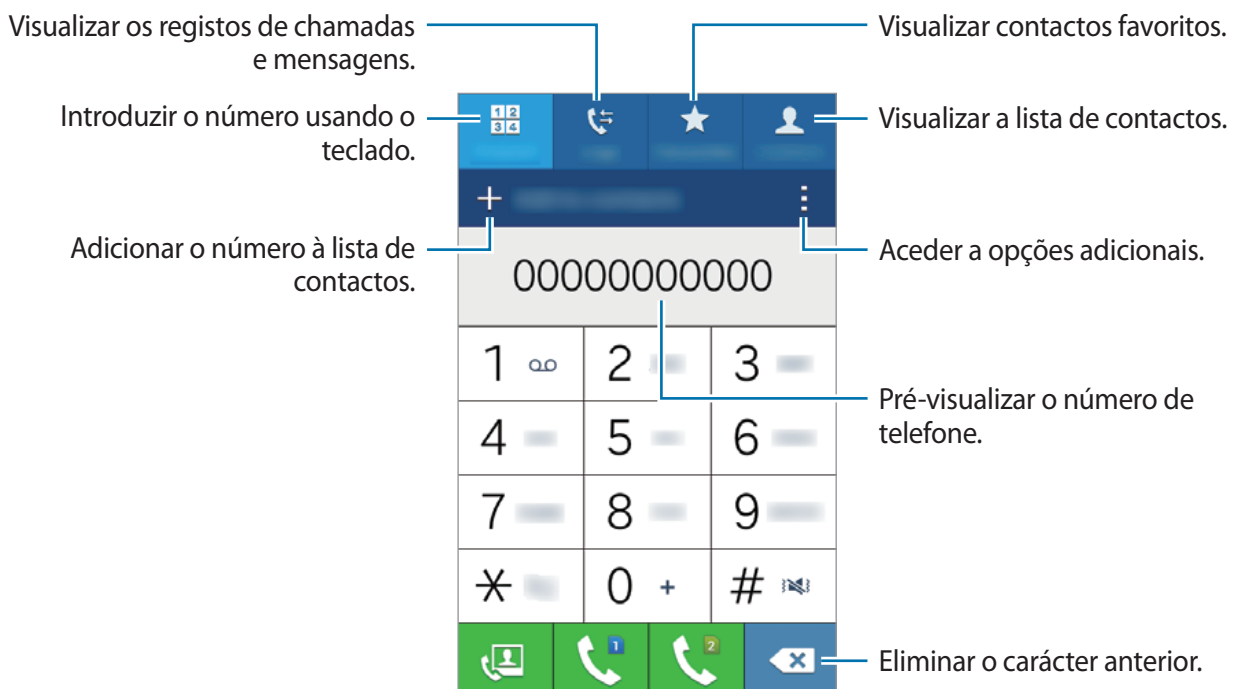 Visualizar os registos de chamadas
e mensagens.
Visualizar contactos favoritos.
Introduzir o número usando o
teclado.
Visualizar a lista de contactos.
Adicionar o número à lista de
contactos.
Aceder a opções adicionais.
00000000000
Pré-visualizar o número de
telefone.
1 2 3
4 5 6
7 8 9
* 0 + #
1 2
Eliminar o carácter anterior.